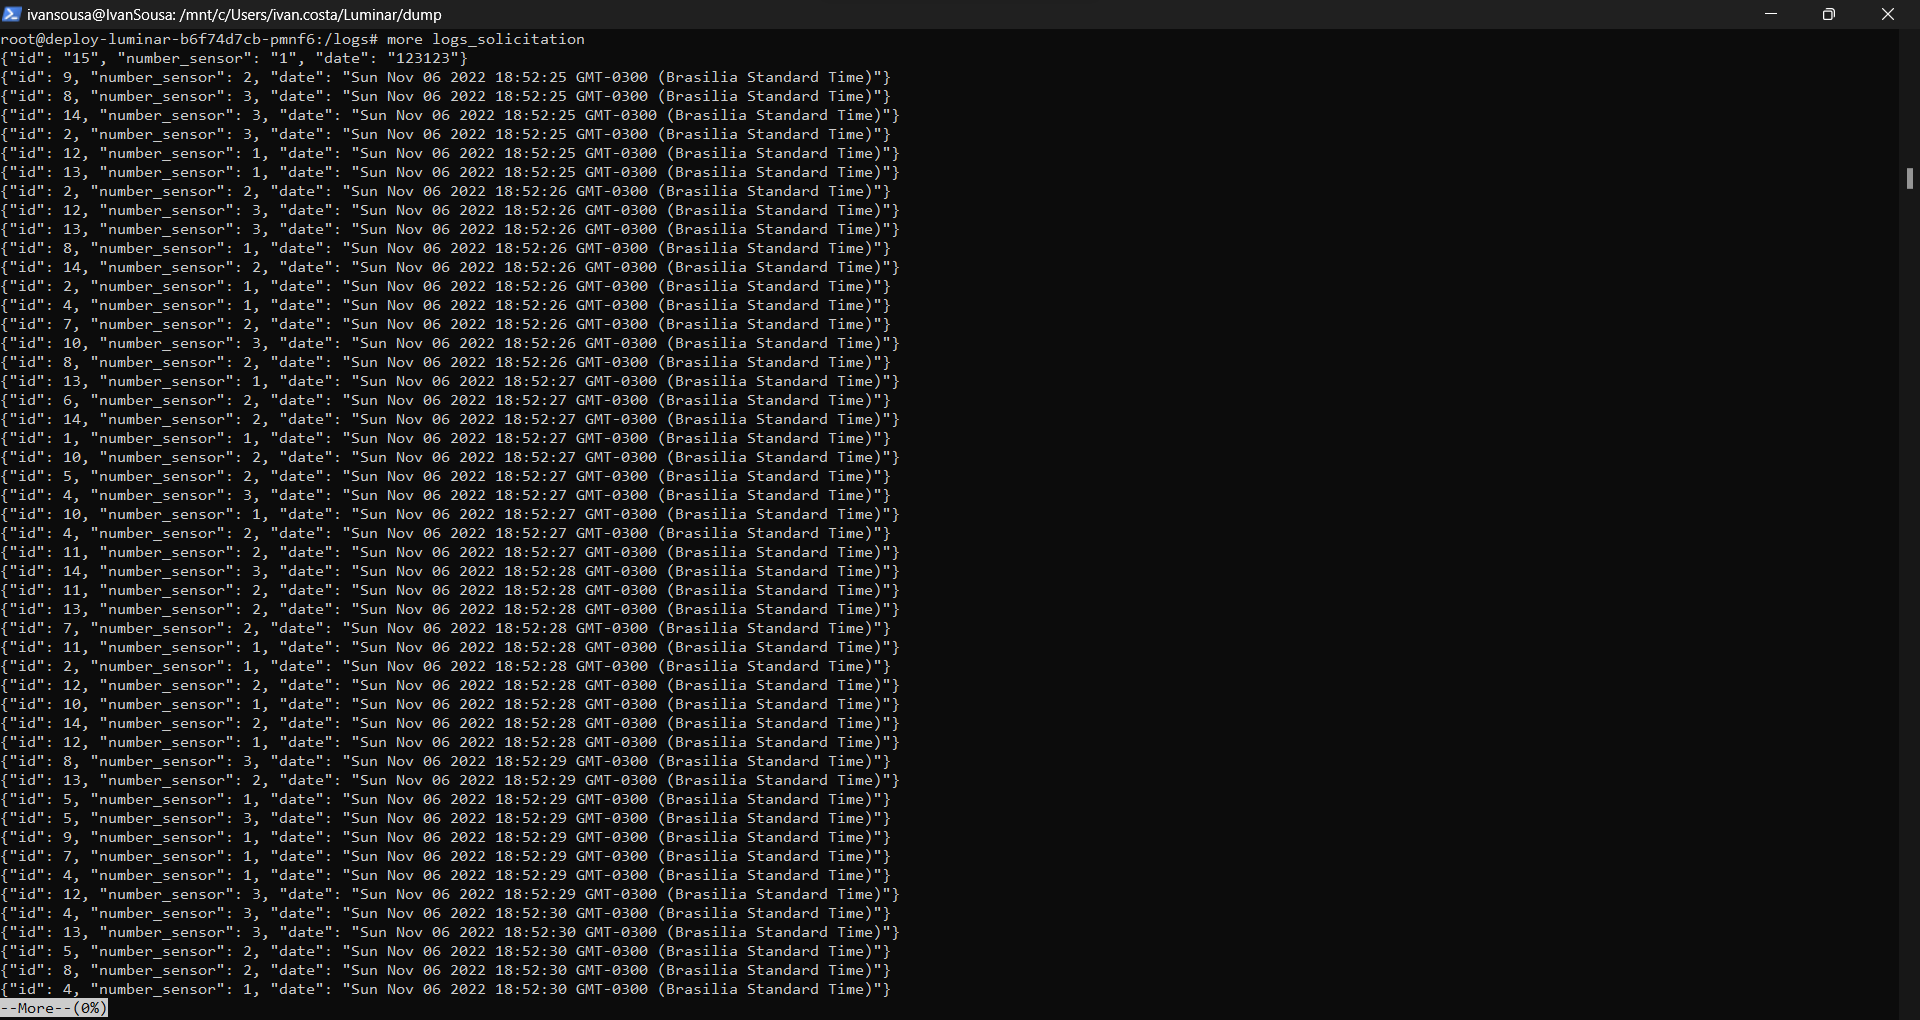 ivansousa@IvanSousa: /mnt/c/Users/ivan.costa/Luminar/dump
root@deploy-luminar-b6f74d7cb-pmnf6:/logs# more logs_solicitation
{"id": "15", "number_sensor": "1", "date": "123123"}
{"id": 9, "number_sensor": 2, "date": "Sun Nov 06 2022 18:52:25 GMT-0300 (Brasilia Standard Time)"}
{"id": 8, "number_sensor": 3, "date": "Sun Nov 06 2022 18:52:25 GMT-0300 (Brasilia Standard Time)"}
{"id": 14, "number_sensor": 3, "date": "Sun Nov 06 2022 18:52:25 GMT-0300 (Brasilia Standard Time)"}
{"id": 2, "number_sensor": 3, "date": "Sun Nov 06 2022 18:52:25 GMT-0300 (Brasilia Standard Time)"}
{"id": 12, "number_sensor": 1, "date": "Sun Nov 06 2022 18:52:25 GMT-0300 (Brasilia Standard Time)"}
{"id": 13, "number_sensor": 1, "date": "Sun Nov 06 2022 18:52:25 GMT-0300 (Brasilia Standard Time)"}
{"id": 2, "number_sensor": 2, "date": "Sun Nov 06 2022 18:52:26 GMT-0300 (Brasilia Standard Time)"}
{"id": 12, "number_sensor": 3, "date": "Sun Nov 06 2022 18:52:26 GMT-0300 (Brasilia Standard Time)"}
{"id": 13, "number_sensor": 3, "date": "Sun Nov 06 2022 18:52:26 GMT-0300 (Brasilia Standard Time)"}
{"id": 8, "number_sensor": 1, "date": "Sun Nov 06 2022 18:52:26 GMT-0300 (Brasilia Standard Time)"}
{"id": 14, "number_sensor": 2, "date": "Sun Nov 06 2022 18:52:26 GMT-0300 (Brasilia Standard Time)"}
{"id": 2, "number_sensor": 1, "date": "Sun Nov 06 2022 18:52:26 GMT-0300 (Brasilia Standard Time)"}
{"id": 4, "number_sensor": 1, "date": "Sun Nov 06 2022 18:52:26 GMT-0300 (Brasilia Standard Time)"}
{"id": 7, "number_sensor": 2, "date": "Sun Nov 06 2022 18:52:26 GMT-0300 (Brasilia Standard Time)"}
{"id": 10, "number_sensor": 3, "date": "Sun Nov 06 2022 18:52:26 GMT-0300 (Brasilia Standard Time)"}
{"id": 8, "number_sensor": 2, "date": "Sun Nov 06 2022 18:52:26 GMT-0300 (Brasilia Standard Time)"}
{"id": 13, "number_sensor": 1, "date": "Sun Nov 06 2022 18:52:27 GMT-0300 (Brasilia Standard Time)"}
{"id": 6, "number_sensor": 2, "date": "Sun Nov 06 2022 18:52:27 GMT-0300 (Brasilia Standard Time)"}
{"id": 14, "number_sensor": 2, "date": "Sun Nov 06 2022 18:52:27 GMT-0300 (Brasilia Standard Time)"}
{"id": 1, "number_sensor": 1, "date": "Sun Nov 06 2022 18:52:27 GMT-0300 (Brasilia Standard Time)"}
{"id": 10, "number_sensor": 2, "date": "Sun Nov 06 2022 18:52:27 GMT-0300 (Brasilia Standard Time)"}
{"id": 5, "number_sensor": 2, "date": "Sun Nov 06 2022 18:52:27 GMT-0300 (Brasilia Standard Time)"}
{"id": 4, "number_sensor": 3, "date": "Sun Nov 06 2022 18:52:27 GMT-0300 (Brasilia Standard Time)"}
{"id": 10, "number_sensor": 1, "date": "Sun Nov 06 2022 18:52:27 GMT-0300 (Brasilia Standard Time)"}
{"id": 4, "number_sensor": 2, "date": "Sun Nov 06 2022 18:52:27 GMT-0300 (Brasilia Standard Time)"}
{"id": 11, "number_sensor": 2, "date": "Sun Nov 06 2022 18:52:27 GMT-0300 (Brasilia Standard Time)"}
{"id": 14, "number_sensor": 3, "date": "Sun Nov 06 2022 18:52:28 GMT-0300 (Brasilia Standard Time)"}
{"id": 11, "number_sensor": 2, "date": "Sun Nov 06 2022 18:52:28 GMT-0300 (Brasilia Standard Time)"}
{"id": 13, "number_sensor": 2, "date": "Sun Nov 06 2022 18:52:28 GMT-0300 (Brasilia Standard Time)"}
{"id": 7, "number_sensor": 2, "date": "Sun Nov 06 2022 18:52:28 GMT-0300 (Brasilia Standard Time)"}
{"id": 11, "number_sensor": 1, "date": "Sun Nov 06 2022 18:52:28 GMT-0300 (Brasilia Standard Time)"}
{"id": 2, "number_sensor": 1, "date": "Sun Nov 06 2022 18:52:28 GMT-0300 (Brasilia Standard Time)"}
{"id": 12, "number_sensor": 2, "date": "Sun Nov 06 2022 18:52:28 GMT-0300 (Brasilia Standard Time)"}
{"id": 10, "number_sensor": 1, "date": "Sun Nov 06 2022 18:52:28 GMT-0300 (Brasilia Standard Time)"}
{"id": 14, "number_sensor": 2, "date": "Sun Nov 06 2022 18:52:28 GMT-0300 (Brasilia Standard Time)"}
{"id": 12, "number_sensor": 1, "date": "Sun Nov 06 2022 18:52:28 GMT-0300 (Brasilia Standard Time)"}
{"id": 8, "number_sensor": 3, "date": "Sun Nov 06 2022 18:52:29 GMT-0300 (Brasilia Standard Time)"}
{"id": 13, "number_sensor": 2, "date": "Sun Nov 06 2022 18:52:29 GMT-0300 (Brasilia Standard Time)"}
{"id": 5, "number_sensor": 1, "date": "Sun Nov 06 2022 18:52:29 GMT-0300 (Brasilia Standard Time)"}
{"id": 5, "number_sensor": 3, "date": "Sun Nov 06 2022 18:52:29 GMT-0300 (Brasilia Standard Time)"}
{"id": 9, "number_sensor": 1, "date": "Sun Nov 06 2022 18:52:29 GMT-0300 (Brasilia Standard Time)"}
{"id": 7, "number_sensor": 1, "date": "Sun Nov 06 2022 18:52:29 GMT-0300 (Brasilia Standard Time)"}
{"id": 4, "number_sensor": 1, "date": "Sun Nov 06 2022 18:52:29 GMT-0300 (Brasilia Standard Time)"}
{"id": 12, "number_sensor": 3, "date": "Sun Nov 06 2022 18:52:29 GMT-0300 (Brasilia Standard Time)"}
{"id": 4, "number_sensor": 3, "date": "Sun Nov 06 2022 18:52:30 GMT-0300 (Brasilia Standard Time)"}
{"id": 13, "number_sensor": 3, "date": "Sun Nov 06 2022 18:52:30 GMT-0300 (Brasilia Standard Time)"}
{"id": 5, "number_sensor": 2, "date": "Sun Nov 06 2022 18:52:30 GMT-0300 (Brasilia Standard Time)"}
{"id": 8, "number_sensor": 2, "date": "Sun Nov 06 2022 18:52:30 GMT-0300 (Brasilia Standard Time)"}
{"id": 4, "number_sensor": 1, "date": "Sun Nov 06 2022 18:52:30 GMT-0300 (Brasilia Standard Time)"}
--More--(0%)